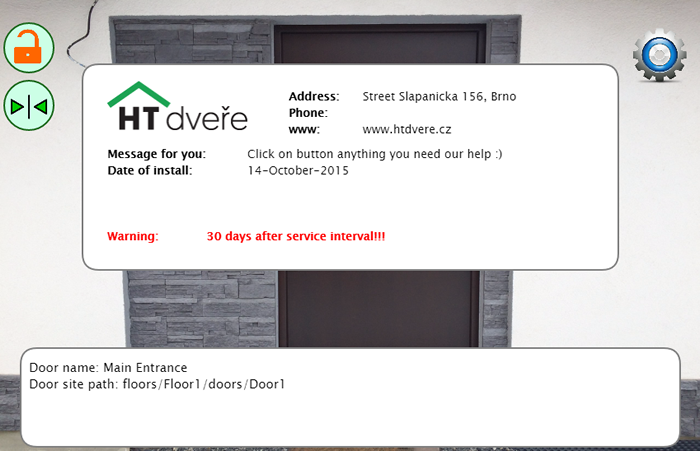 HT dveře
Address: Street Slapanicka 156, Brno
Phone:
www: www.htdvere.cz
Message for you: Click on button anything you need our help :)
Date of install: 14-October-2015
Warning: 30 days after service interval!!!
Door name: Main Entrance
Door site path: floors/Floor1/doors/Door1